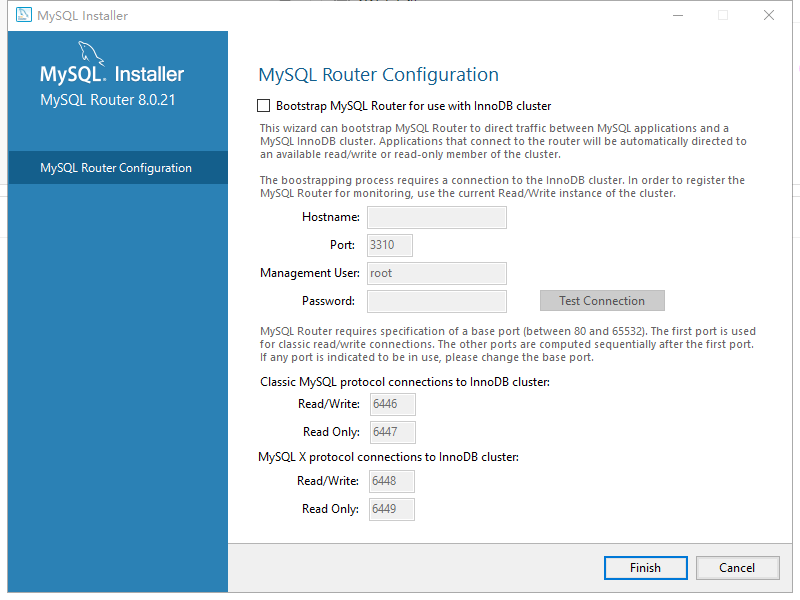 MySQL Installer
MySQL. Installer
MySQL Router 8.0.21
MySQL Router Configuration
MySQL Router Configuration
Bootstrap MySQL Router for use with InnoDB cluster
This wizard can bootstrap MySQL Router to direct traffic between MySQL applications and a
MySQL InnoDB cluster. Applications that connect to the router will be automatically directed to
an available read/write or read-only member of the cluster.
The boostrapping process requires a connection to the InnoDB cluster. In order to register the
MySQL Router for monitoring, use the current Read/Write instance of the cluster.
Hostname:
Port: 3310
Management User: root
Password: Test Connection
MySQL Router requires specification of a base port (between 80 and 65532). The first port is used
for classic read/write connections. The other ports are computed sequentially after the first port.
If any port is indicated to be in use, please change the base port.
Classic MySQL protocol connections to InnoDB cluster:
Read/Write: 6446
Read Only: 6447
MySQL X protocol connections to InnoDB cluster:
Read/Write: 6448
Read Only: 6449
Finish Cancel